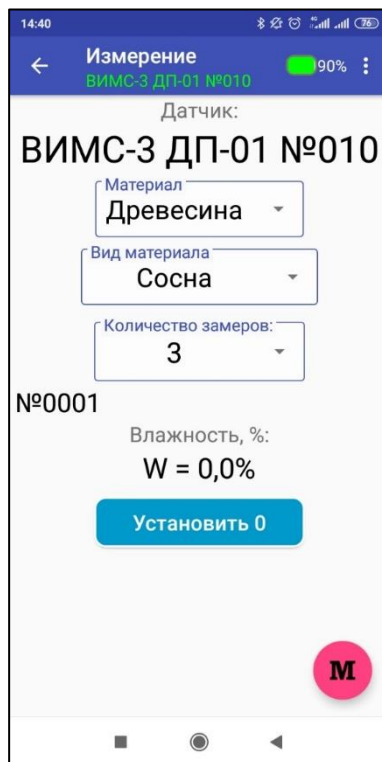 14:40
76
Измерение
ВИМС-3 ДП-01 №010
90%
Датчик:
ВИМС-3 ДП-01 №010
Материал
Древесина
Вид материала
Сосна
Количество замеров:
3
№0001
Влажность, %:
W = 0,0%
Установить 0
М